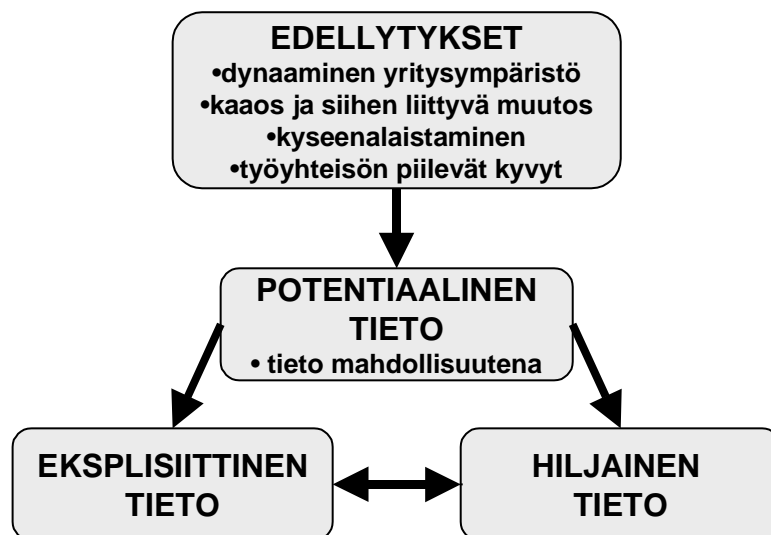 EDELLYTYKSET
•dynaaminen yritysympäristö
•kaaos ja siihen liittyvä muutos
•kyseenalaistaminen
•työyhteisön piilevät kyvyt
POTENTIAALINEN
TIETO
• tieto mahdollisuutena
EKSPLISIITTINEN
TIETO
HILJAINEN
TIETO